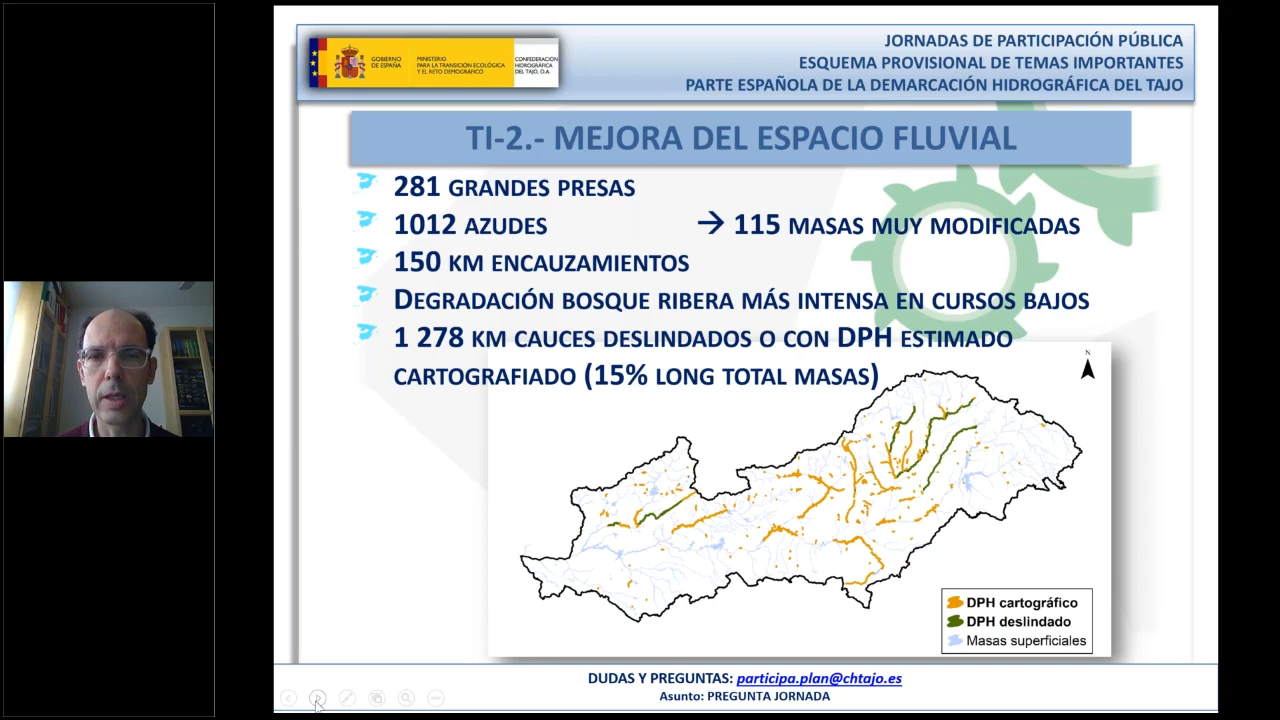 GOBIERNO
DE ESPAÑA
MINISTERIO
PARA LA TRANSICIÓN ECOLÓGICA
Y EL RETO DEMOGRÁFICO
CONFEDERACIÓN
HIDROGRÁFICA
DEL TAJO, O.A.
JORNADAS DE PARTICIPACIÓN PÚBLICA
ESQUEMA PROVISIONAL DE TEMAS IMPORTANTES
PARTE ESPAÑOLA DE LA DEMARCACIÓN HIDROGRÁFICA DEL TAJO
TI-2.- MEJORA DEL ESPACIO FLUVIAL
281 GRANDES PRESAS
1012 AZUDES → 115 MASAS MUY MODIFICADAS
150 KM ENCAUZAMIENTOS
DEGRADACIÓN BOSQUE RIBERA MÁS INTENSA EN CURSOS BAJOS
1 278 KM CAUCES DESLINDADOS O CON DPH ESTIMADO
CARTOGRAFIADO (15% LONG TOTAL MASAS)
N
DPH cartográfico
DPH deslindado
Masas superficiales
DUDAS Y PREGUNTAS: participa.plan@chtajo.es
Asunto: PREGUNTA JORNADA